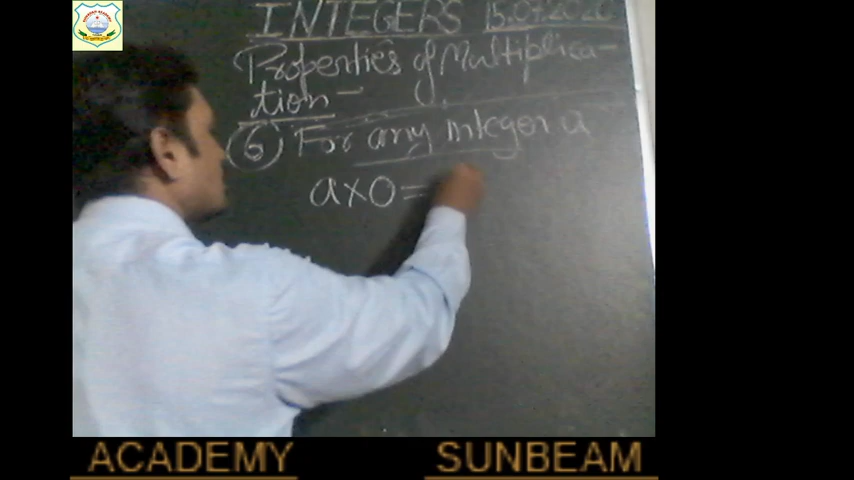 INTEGERS 15.07.2020
Properties of Multiplica-
tion-
(6) For any integer a
a×0=
ACADEMY SUNBEAM